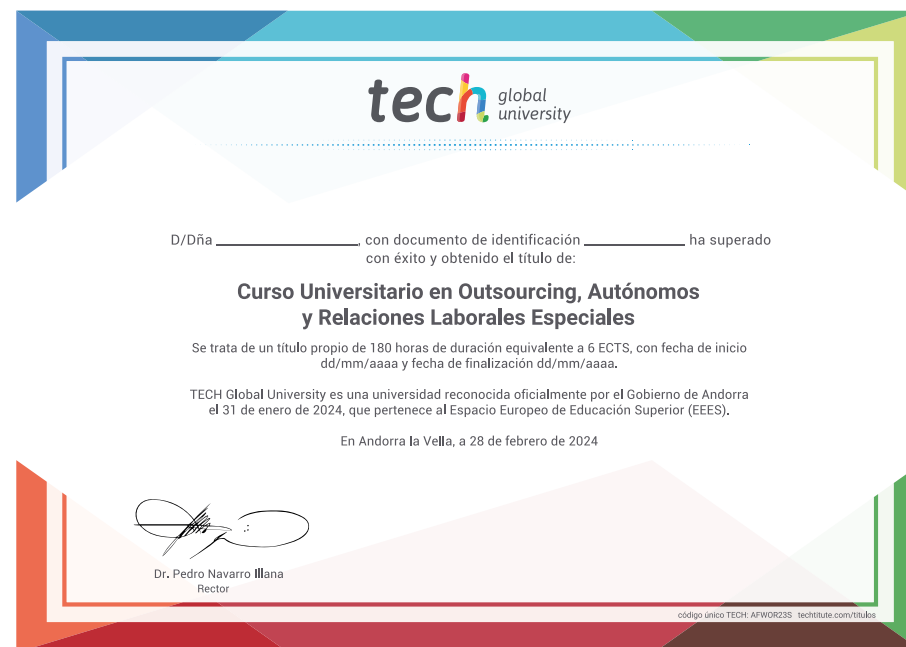 tech global university
D/Dña ____________________, con documento de identificación ______________ ha superado
con éxito y obtenido el título de:
Curso Universitario en Outsourcing, Autónomos
y Relaciones Laborales Especiales
Se trata de un título propio de 180 horas de duración equivalente a 6 ECTS, con fecha de inicio
dd/mm/aaaa y fecha de finalización dd/mm/aaaa.
TECH Global University es una universidad reconocida oficialmente por el Gobierno de Andorra
el 31 de enero de 2024, que pertenece al Espacio Europeo de Educación Superior (EEES).
En Andorra la Vella, a 28 de febrero de 2024
Dr. Pedro Navarro Illana
Rector
código único TECH: AFWOR23S techtitute.com/titulos